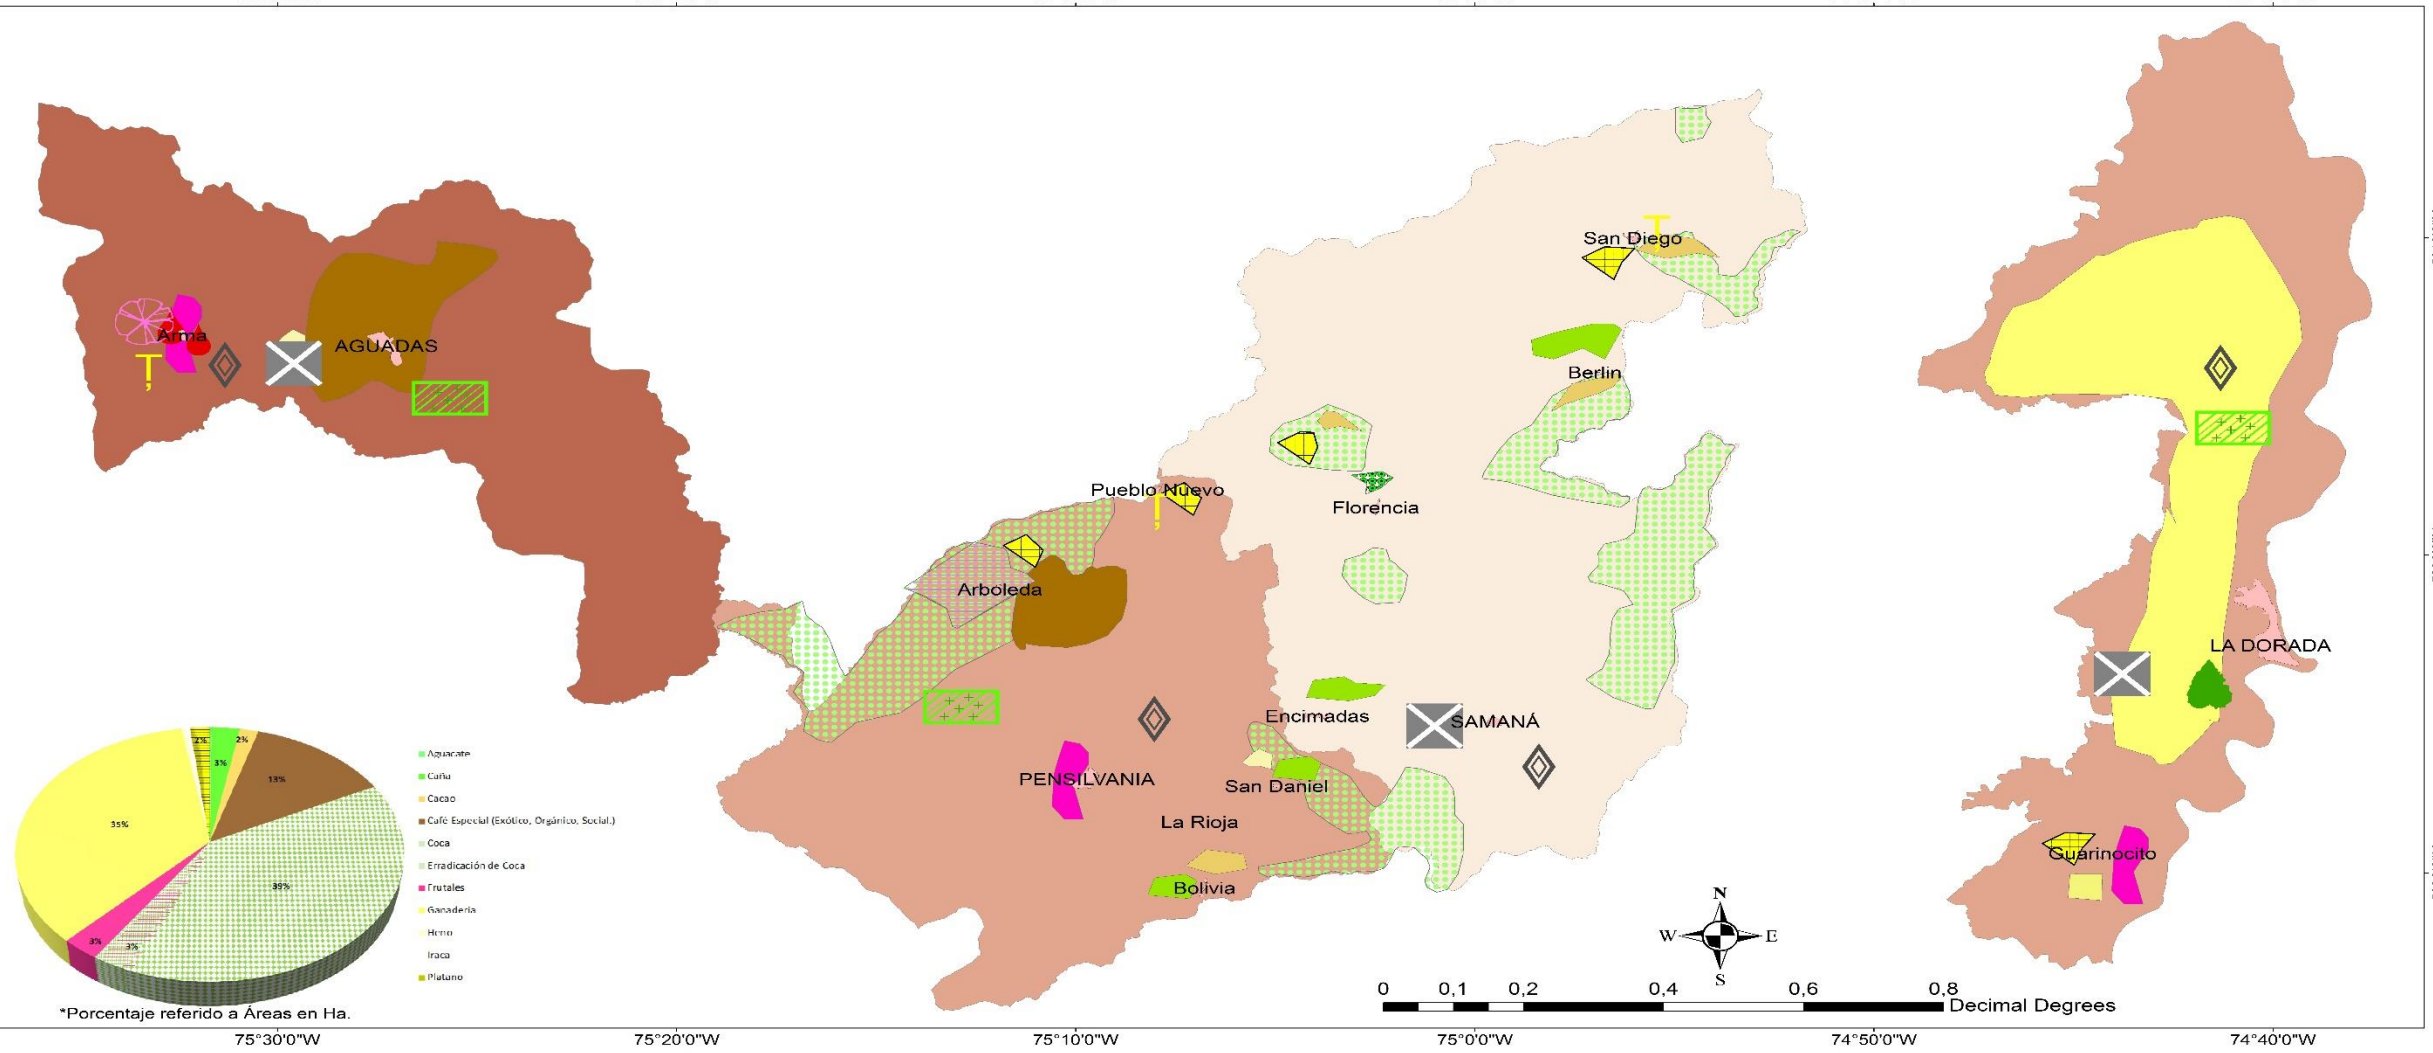 San Diego
Arma
AGUADAS
Berlin
Pueblo Nuevo
Florencia
Arboleda
LA DORADA
Encimadas
SAMANÁ
PENSILVANIA
San Daniel
La Rioja
Guarinocito
Bolivia
2%
3%
2%
13%
35%
39%
3%
3%
Aguacate
Caña
Cacao
Café Especial (Exótico, Orgánico, Social.)
Coca
Erradicación de Coca
Frutales
Ganadería
Heno
Iraca
Platano
*Porcentaje referido a Áreas en Ha.
N
W
E
S
0 0,1 0,2 0,4 0,6 0,8
Decimal Degrees
75°30'0"W 75°20'0"W 75°10'0"W 75°0'0"W 74°50'0"W 74°40'0"W